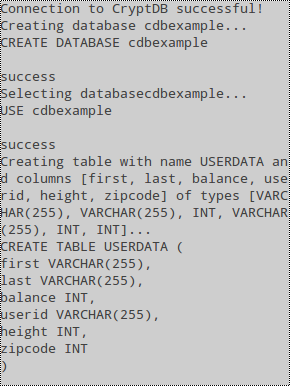 Connection to CryptDB successful!
Creating database cdbexample...
CREATE DATABASE cdbexample

success
Selecting databasecdbexample...
USE cdbexample

success
Creating table with name USERDATA an
d columns [first, last, balance, use
rid, height, zipcode] of types [VARC
HAR(255), VARCHAR(255), INT, VARCHAR
(255), INT, INT]...
CREATE TABLE USERDATA (
first VARCHAR(255),
last VARCHAR(255),
balance INT,
userid VARCHAR(255),
height INT,
zipcode INT
)